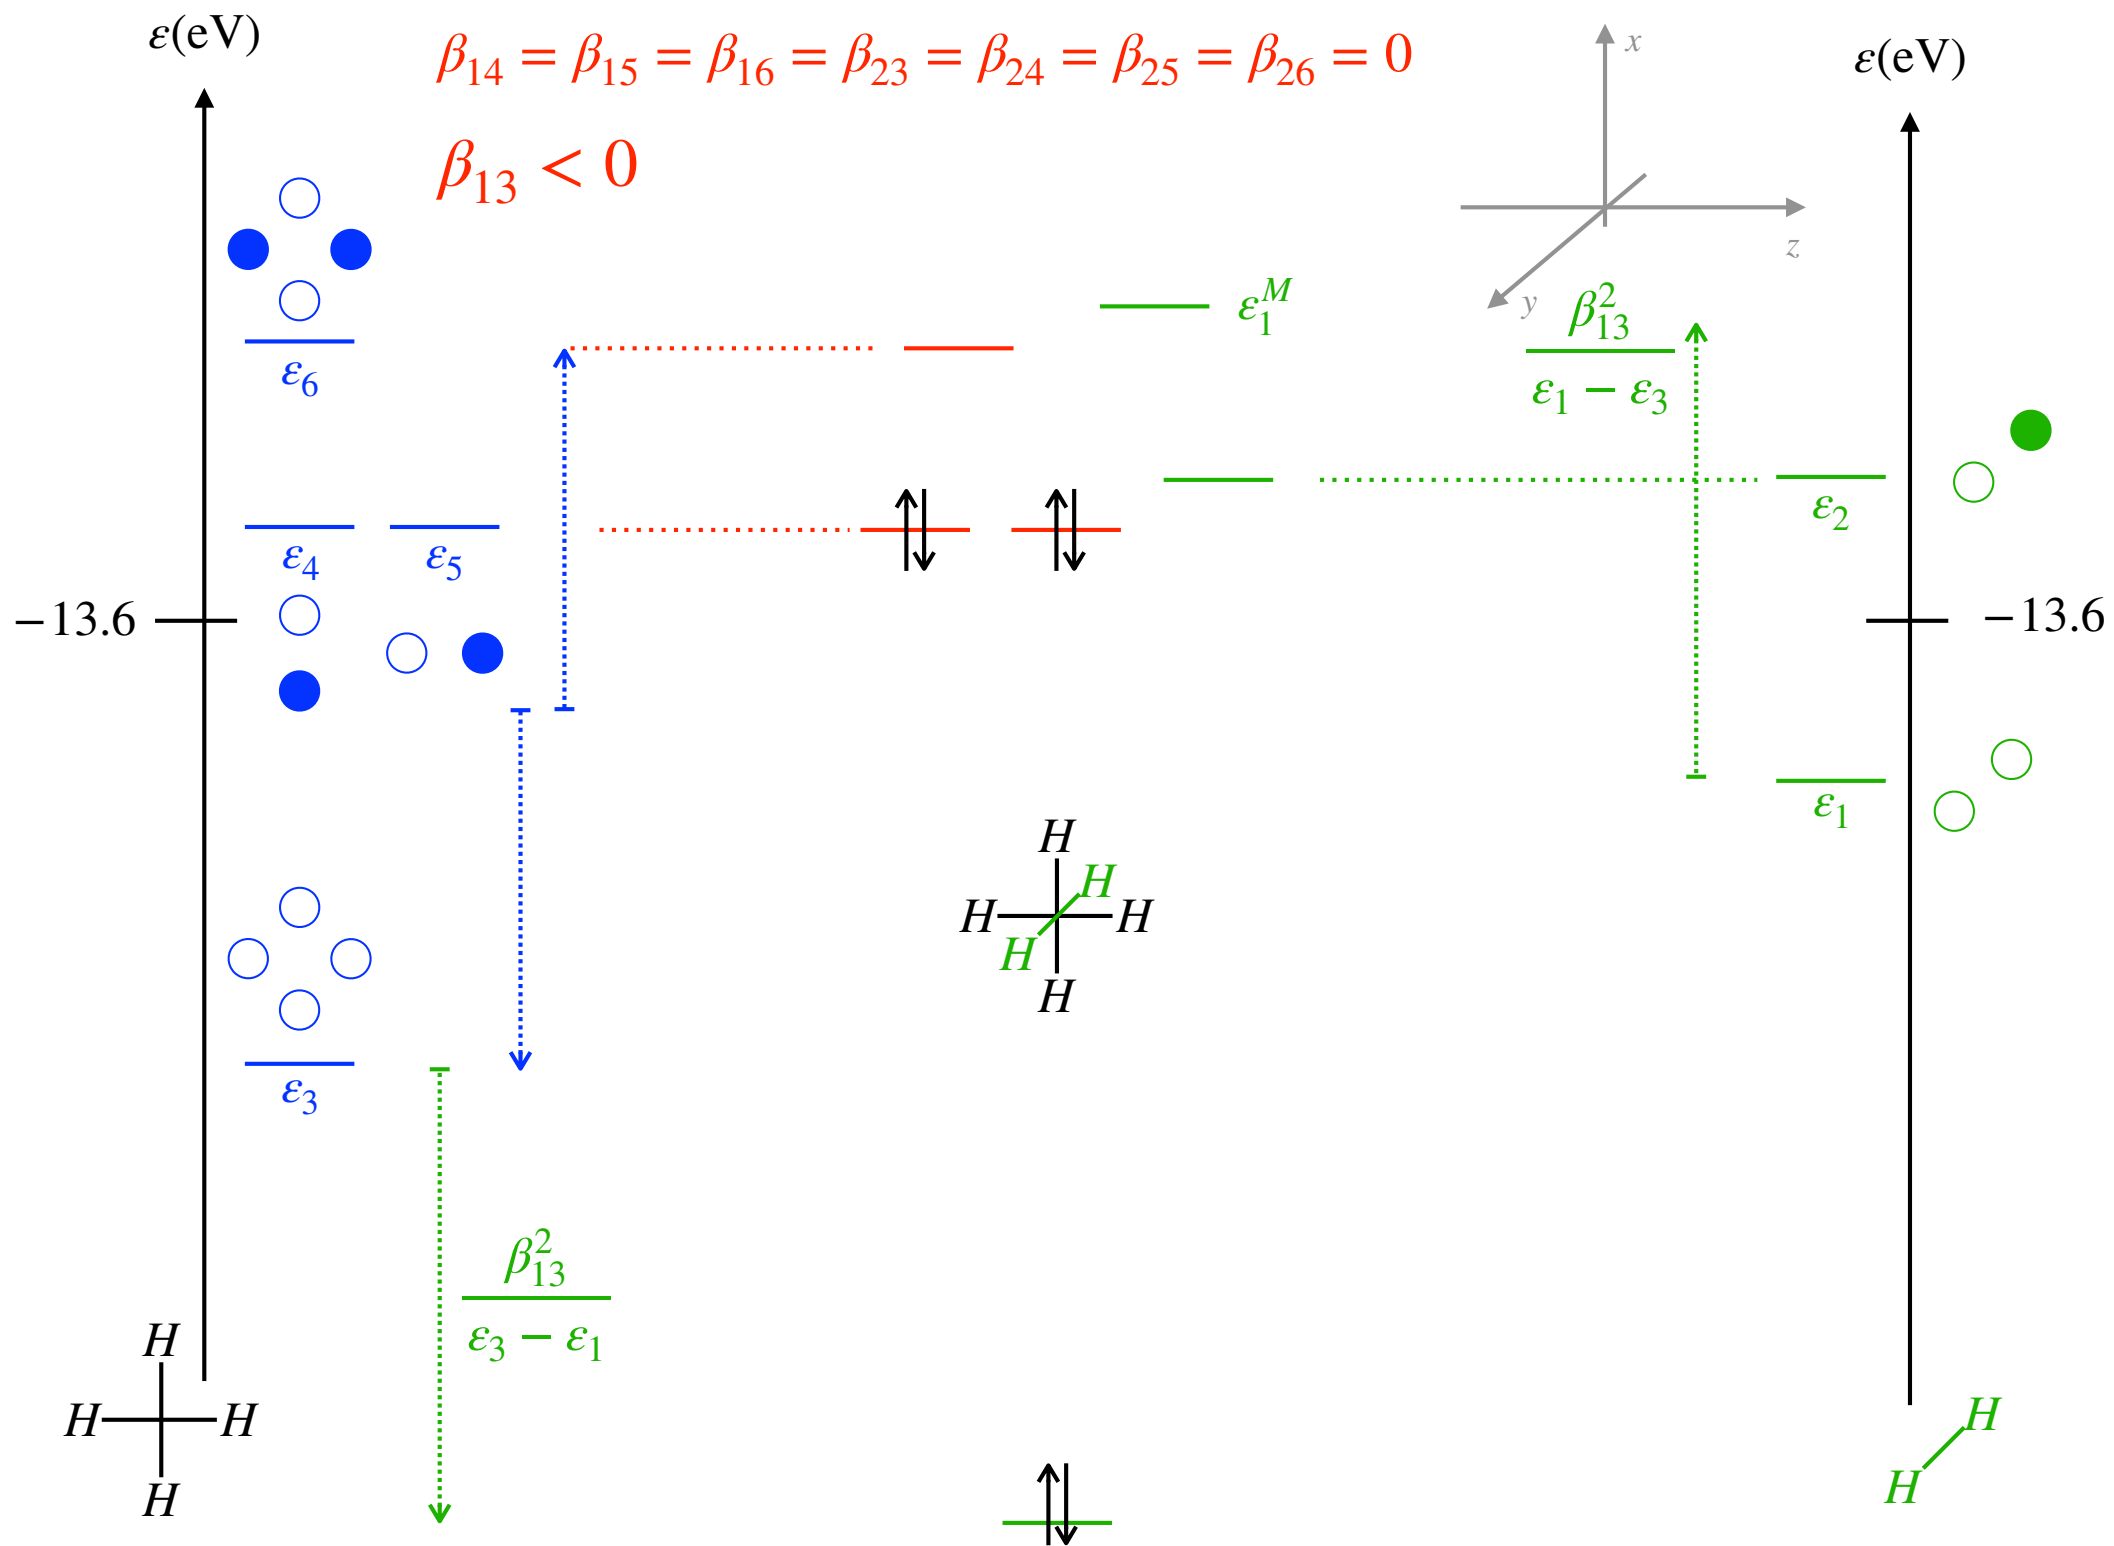 ε(eV)
ε(eV)
β₁₄ = β₁₅ = β₁₆ = β₂₃ = β₂₄ = β₂₅ = β₂₆ = 0
β₁₃ < 0
x
z
y
ε₁ᴹ
β₁₃²
ε₁ − ε₃
ε₆
ε₂
ε₄
ε₅
−13.6
−13.6
ε₁
H
H
H H
H
H
ε₃
β₁₃²
ε₃ − ε₁
H
H H
H
H
H